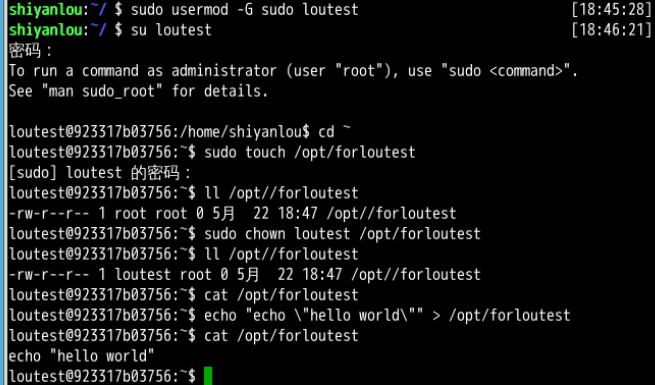 shiyanlou:~/ $ sudo usermod -G sudo loutest [18:45:28]
shiyanlou:~/ $ su loutest [18:46:21]
密码：
To run a command as administrator (user "root"), use "sudo <command>".
See "man sudo_root" for details.
loutest@923317b03756:/home/shiyanlou$ cd ~
loutest@923317b03756:~$ sudo touch /opt/forloutest
[sudo] loutest 的密码：
loutest@923317b03756:~$ ll /opt//forloutest
-rw-r--r-- 1 root root 0 5月  22 18:47 /opt//forloutest
loutest@923317b03756:~$ sudo chown loutest /opt/forloutest
loutest@923317b03756:~$ ll /opt//forloutest
-rw-r--r-- 1 loutest root 0 5月  22 18:47 /opt//forloutest
loutest@923317b03756:~$ cat /opt/forloutest
loutest@923317b03756:~$ echo "echo \"hello world\"" > /opt/forloutest
loutest@923317b03756:~$ cat /opt/forloutest
echo "hello world"
loutest@923317b03756:~$